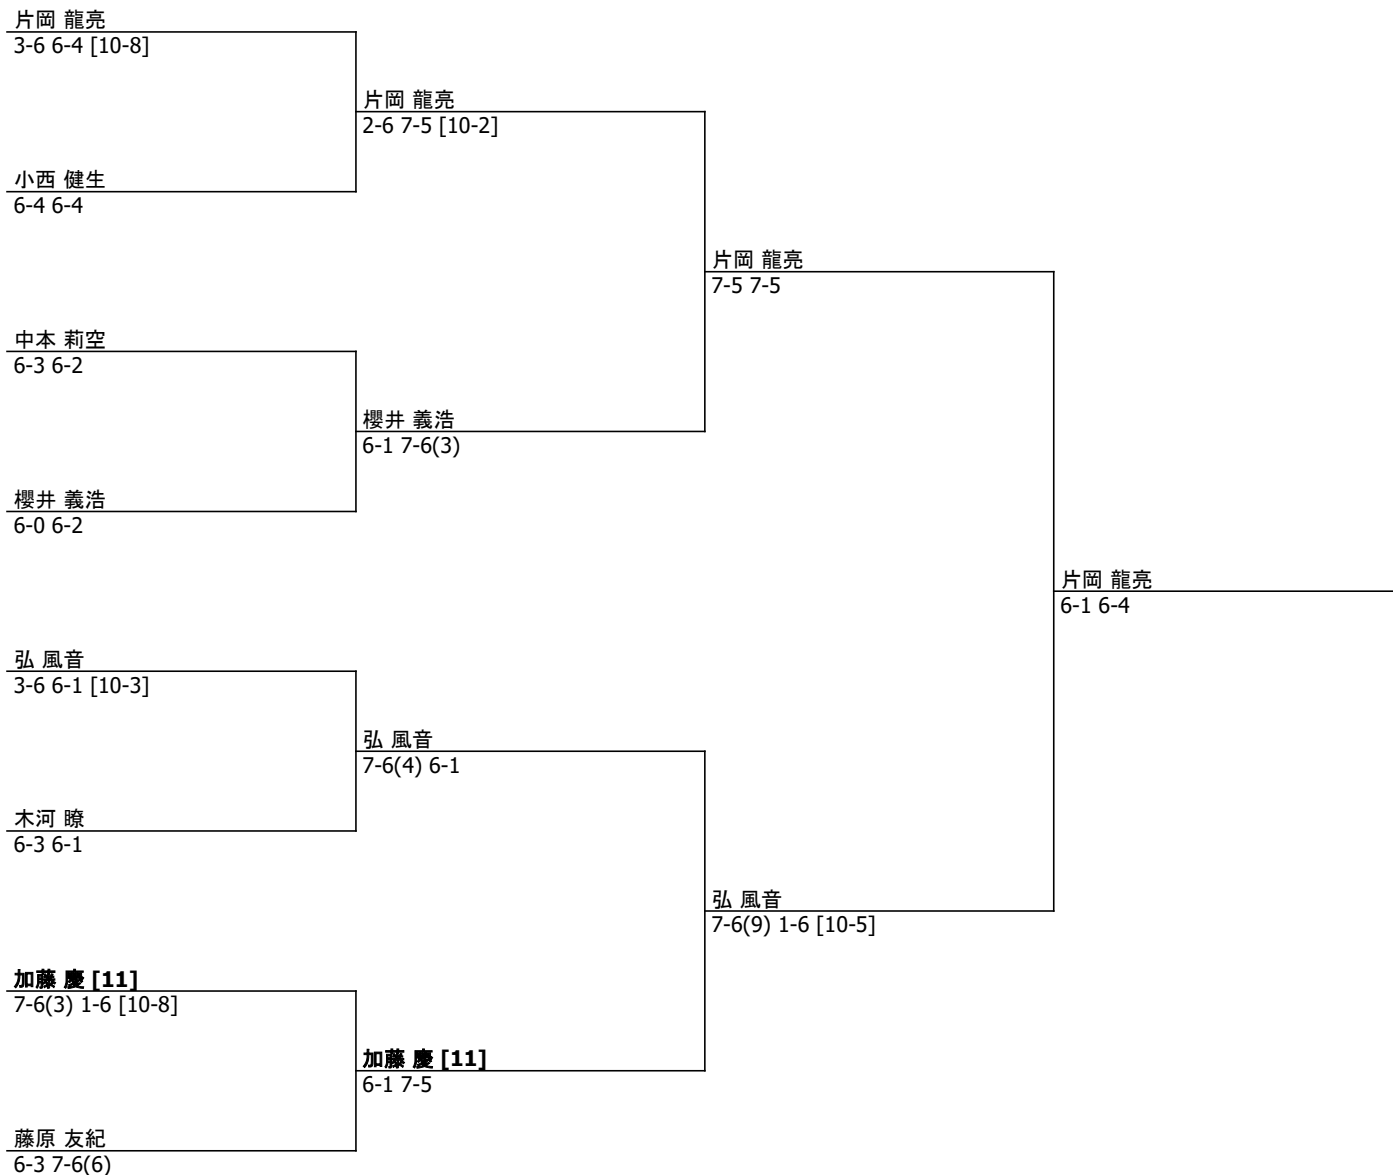 片岡 龍亮
3-6 6-4 [10-8]
片岡 龍亮
2-6 7-5 [10-2]
小西 健生
6-4 6-4
片岡 龍亮
7-5 7-5
中本 莉空
6-3 6-2
櫻井 義浩
6-1 7-6(3)
櫻井 義浩
6-0 6-2
片岡 龍亮
6-1 6-4
弘 風音
3-6 6-1 [10-3]
弘 風音
7-6(4) 6-1
木河 瞭
6-3 6-1
弘 風音
7-6(9) 1-6 [10-5]
加藤 慶 [11]
7-6(3) 1-6 [10-8]
加藤 慶 [11]
6-1 7-5
藤原 友紀
6-3 7-6(6)